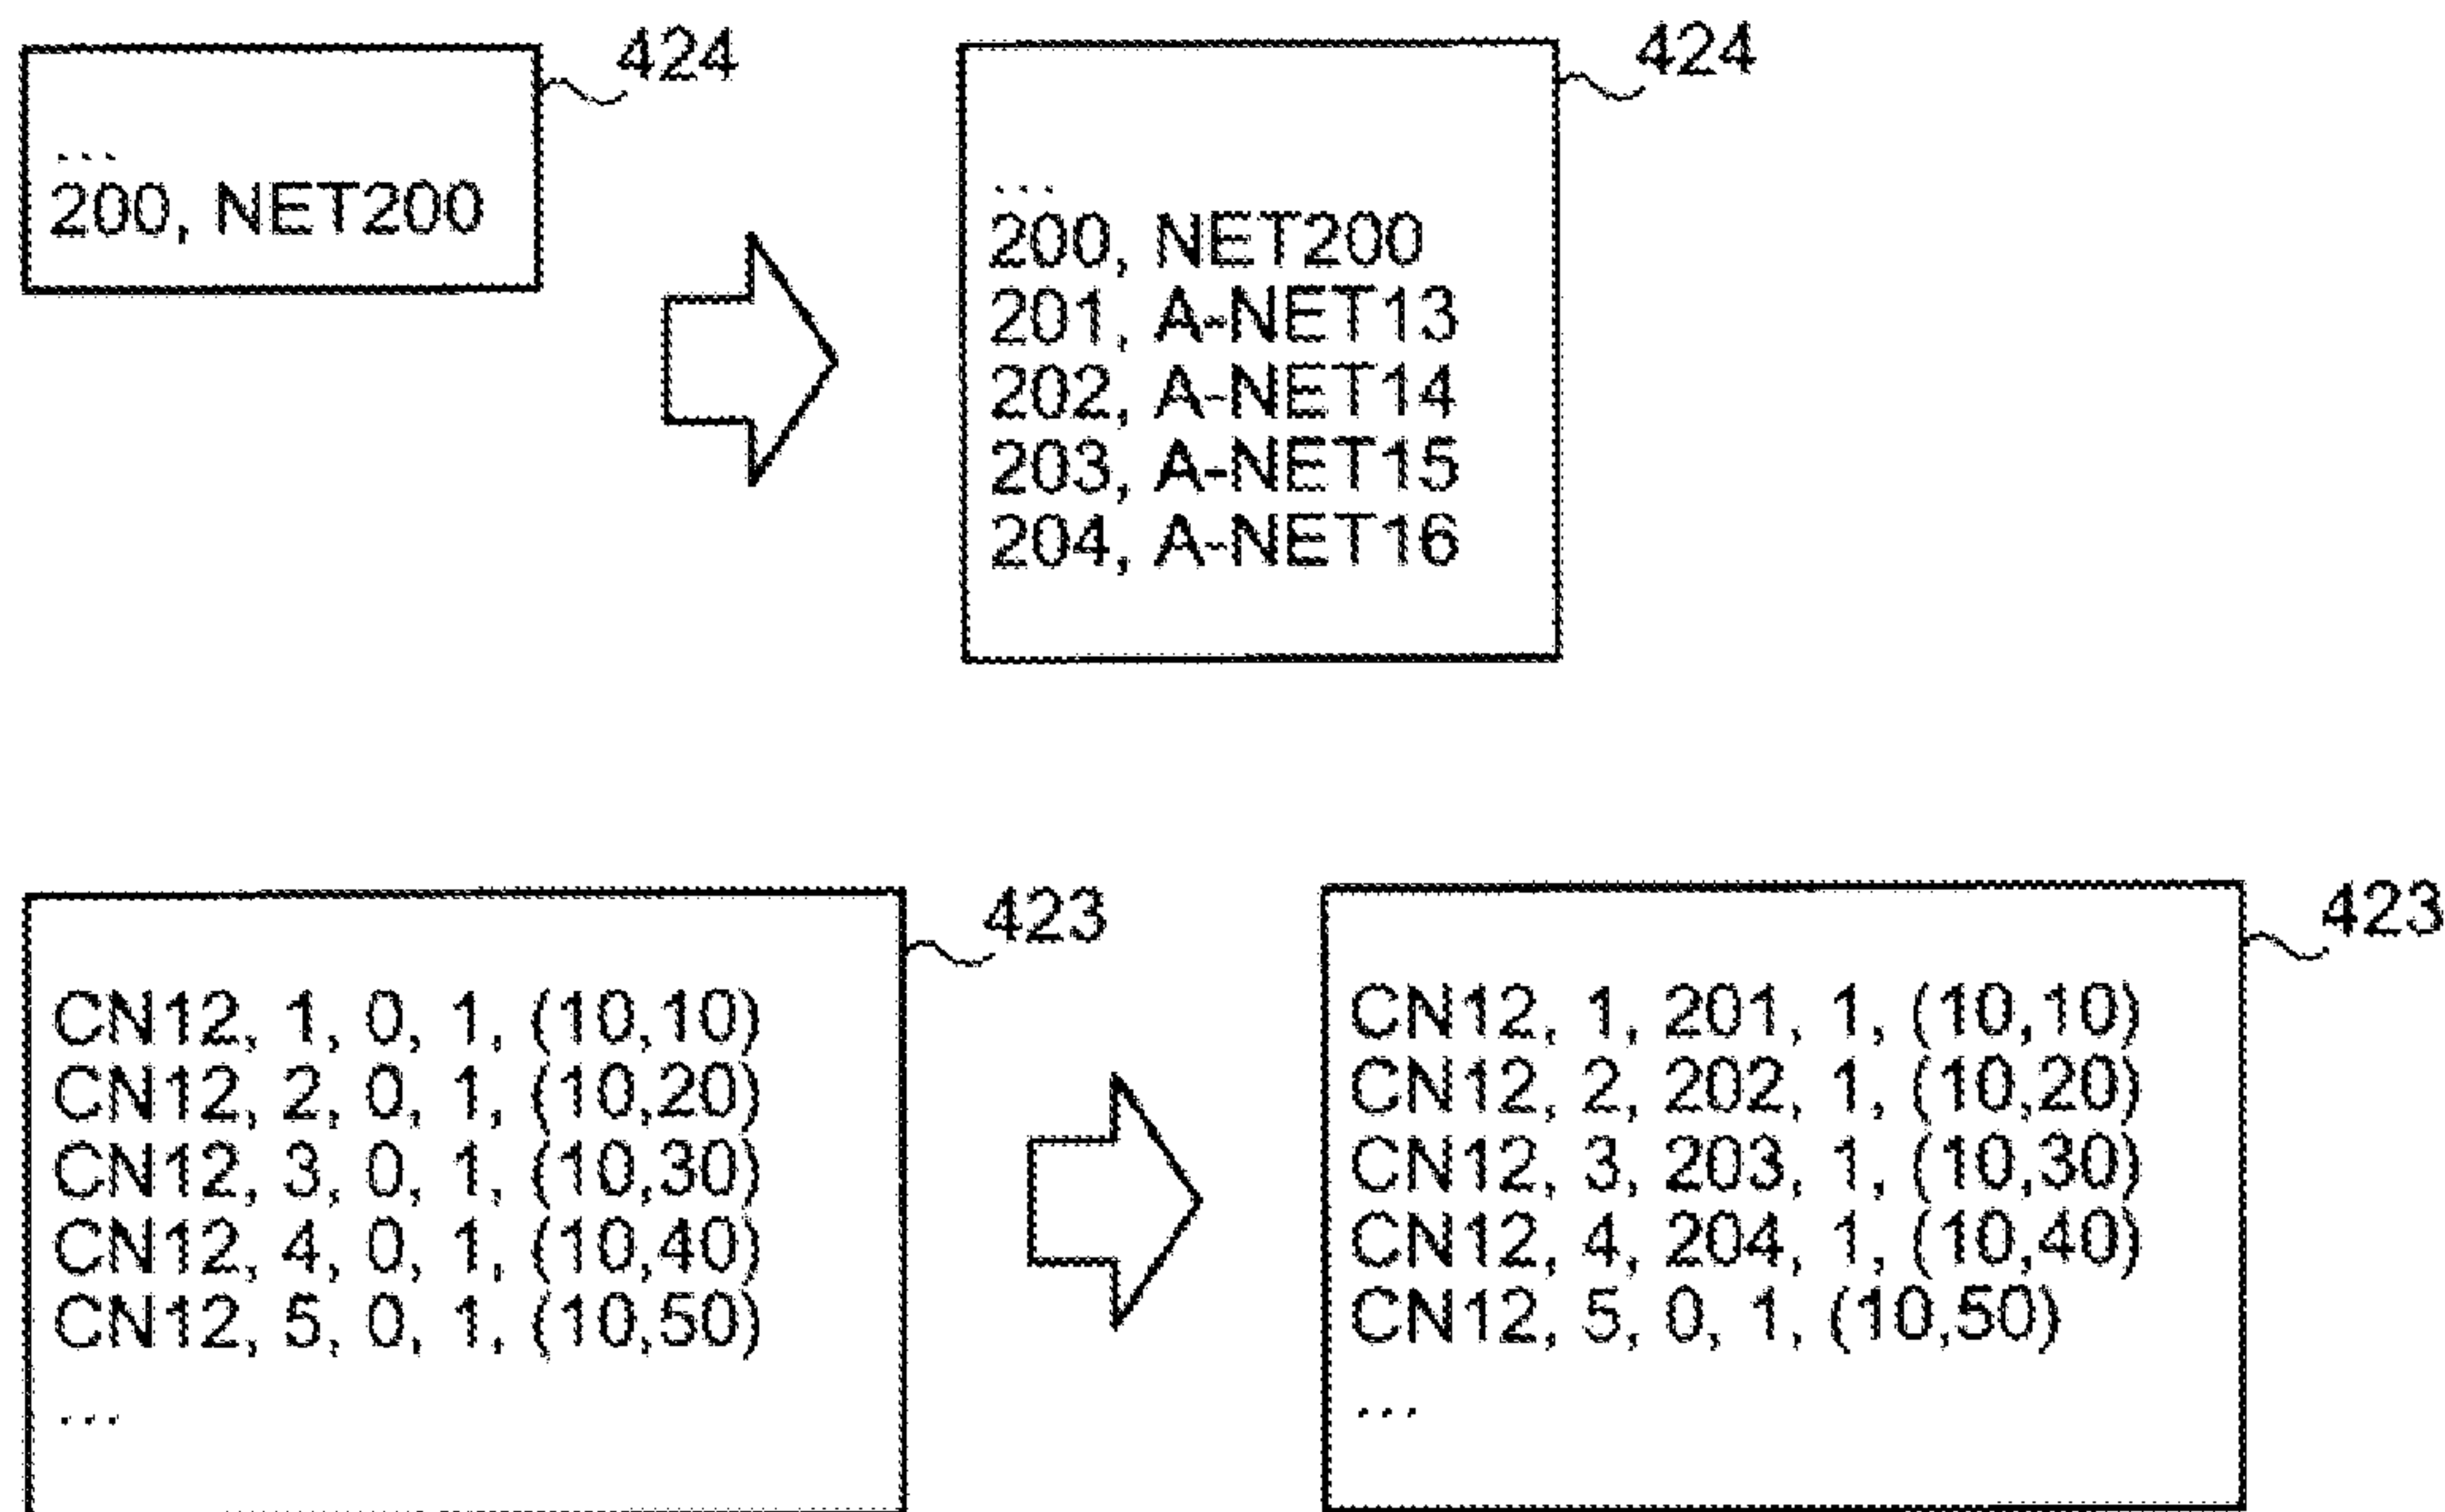 424
...
200, NET200
424
...
200, NET200
201, A-NET13
202, A-NET14
203, A-NET15
204, A-NET16
423
CN12, 1, 0, 1, (10,10)
CN12, 2, 0, 1, (10,20)
CN12, 3, 0, 1, (10,30)
CN12, 4, 0, 1, (10,40)
CN12, 5, 0, 1, (10,50)
...
423
CN12, 1, 201, 1, (10,10)
CN12, 2, 202, 1, (10,20)
CN12, 3, 203, 1, (10,30)
CN12, 4, 204, 1, (10,40)
CN12, 5, 0, 1, (10,50)
...